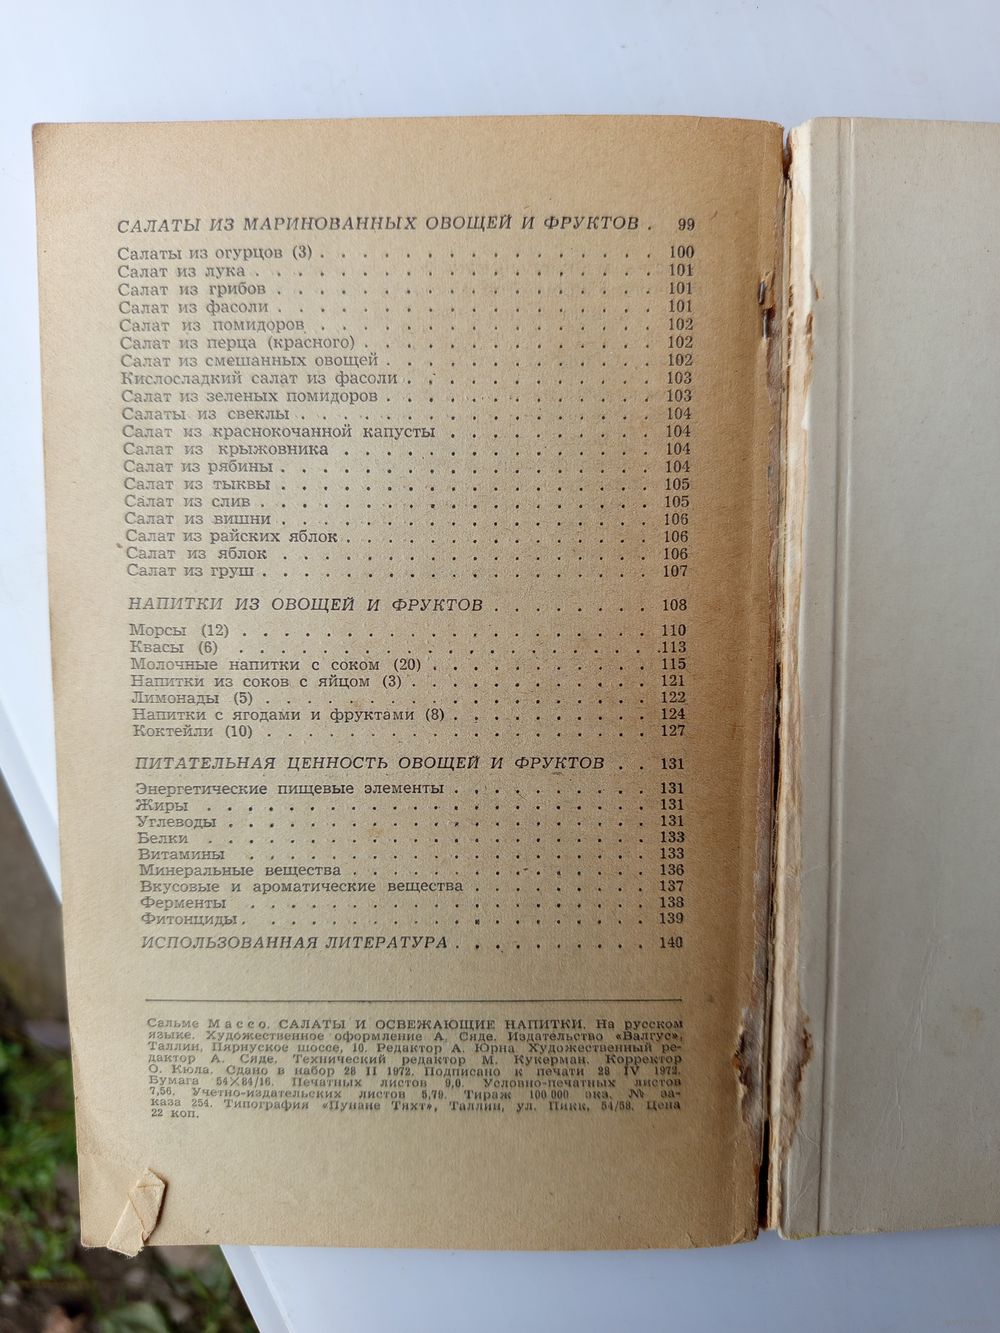 САЛАТЫ ИЗ МАРИНОВАННЫХ ОВОЩЕЙ И ФРУКТОВ . 99
Салаты из огурцов (3) . . . . . . . . . . . 100
Салат из лука . . . . . . . . . . . . . 101
Салат из грибов . . . . . . . . . . . . 101
Салат из фасоли . . . . . . . . . . . . 101
Салат из помидоров . . . . . . . . . . . 102
Салат из перца (красного) . . . . . . . . . 102
Салат из смешанных овощей . . . . . . . . . 102
Кислосладкий салат из фасоли . . . . . . . . 103
Салат из зеленых помидоров . . . . . . . . . 103
Салаты из свеклы . . . . . . . . . . . 104
Салат из краснокочанной капусты . . . . . . . 104
Салат из крыжовника . . . . . . . . . . 104
Салат из рябины . . . . . . . . . . . . 104
Салат из тыквы . . . . . . . . . . . . 105
Салат из слив . . . . . . . . . . . . . 105
Салат из вишни . . . . . . . . . . . . 106
Салат из райских яблок . . . . . . . . . . 106
Салат из яблок . . . . . . . . . . . . 106
Салат из груш . . . . . . . . . . . . . 107
НАПИТКИ ИЗ ОВОЩЕЙ И ФРУКТОВ . . . . . . . 108
Морсы (12) . . . . . . . . . . . . . 110
Квасы (6) . . . . . . . . . . . . . .113
Молочные напитки с соком (20) . . . . . . . 115
Напитки из соков с яйцом (3) . . . . . . . . 121
Лимонады (5) . . . . . . . . . . . . . 122
Напитки с ягодами и фруктами (8) . . . . . . . 124
Коктейли (10) . . . . . . . . . . . . 127
ПИТАТЕЛЬНАЯ ЦЕННОСТЬ ОВОЩЕЙ И ФРУКТОВ . . 131
Энергетические пищевые элементы . . . . . . . 131
Жиры . . . . . . . . . . . . . . 131
Углеводы . . . . . . . . . . . . . . 131
Белки . . . . . . . . . . . . . . 133
Витамины . . . . . . . . . . . . . 133
Минеральные вещества . . . . . . . . . . 136
Вкусовые и ароматические вещества . . . . . . 137
Ферменты . . . . . . . . . . . . . 138
Фитонциды . . . . . . . . . . . . . 139
ИСПОЛЬЗОВАННАЯ ЛИТЕРАТУРА . . . . . . . . 140
Сальме Массо. САЛАТЫ И ОСВЕЖАЮЩИЕ НАПИТКИ. На русском
языке. Художественное оформление А. Сяде. Издательство «Валгус»,
Таллин, Пярнуское шоссе, 10. Редактор А. Юрна Художественный ре-
дактор А. Сяде. Технический редактор М. Кукерман. Корректор
О. Кюла. Сдано в набор 28 II 1972. Подписано к печати 28 IV 1972.
Бумага 54×84/16. Печатных листов 9,0. Условно-печатных листов
7,56. Учетно-издательских листов 5,79. Тираж 100 000 экз. № за-
каза 254. Типография «Пунане Тяхт», Таллин, ул. Пикк, 54/58. Цена
22 коп.